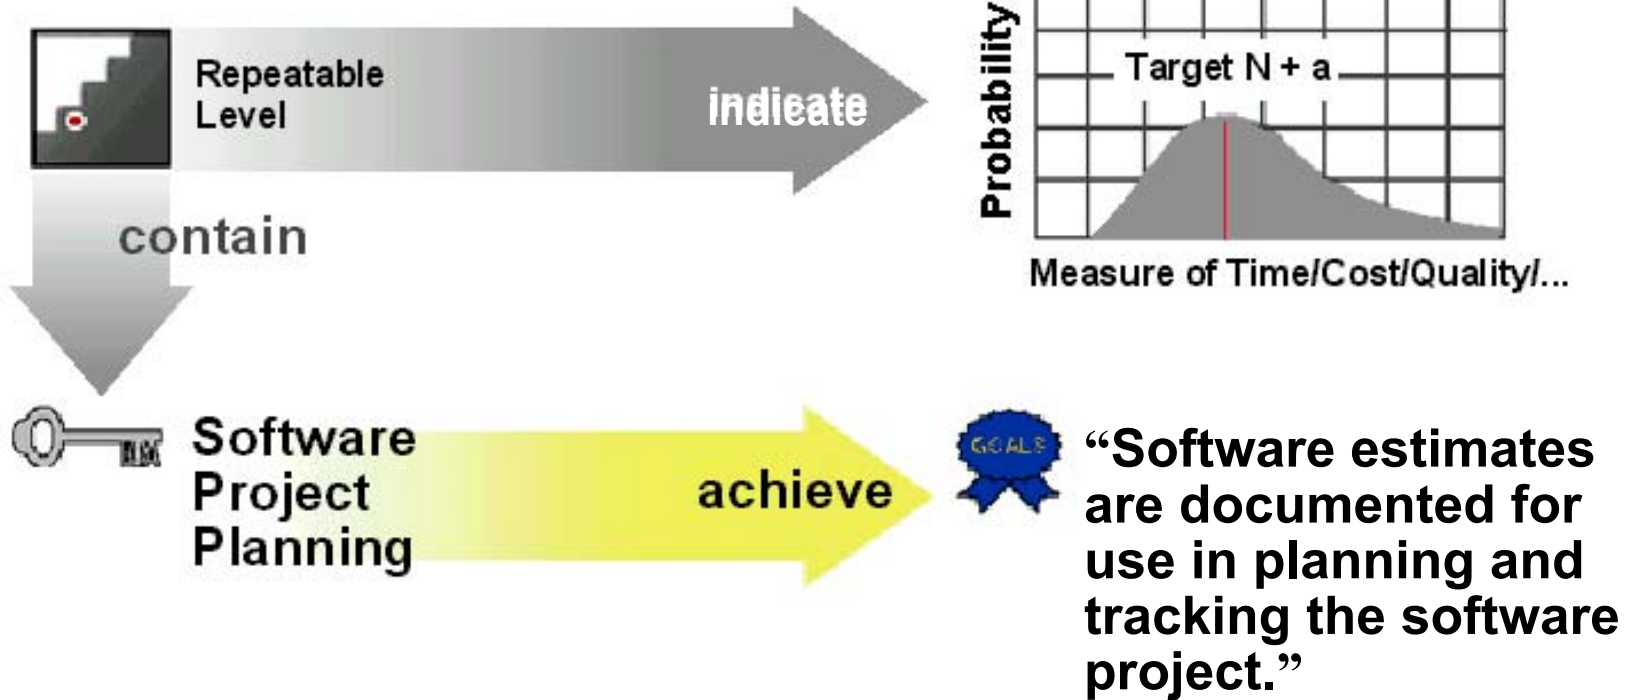 Repeatable
Level
indicate
Probability
Target N + a
Measure of Time/Cost/Quality/...
contain
Software
Project
Planning
achieve
GOALS
“Software estimates
are documented for
use in planning and
tracking the software
project.”